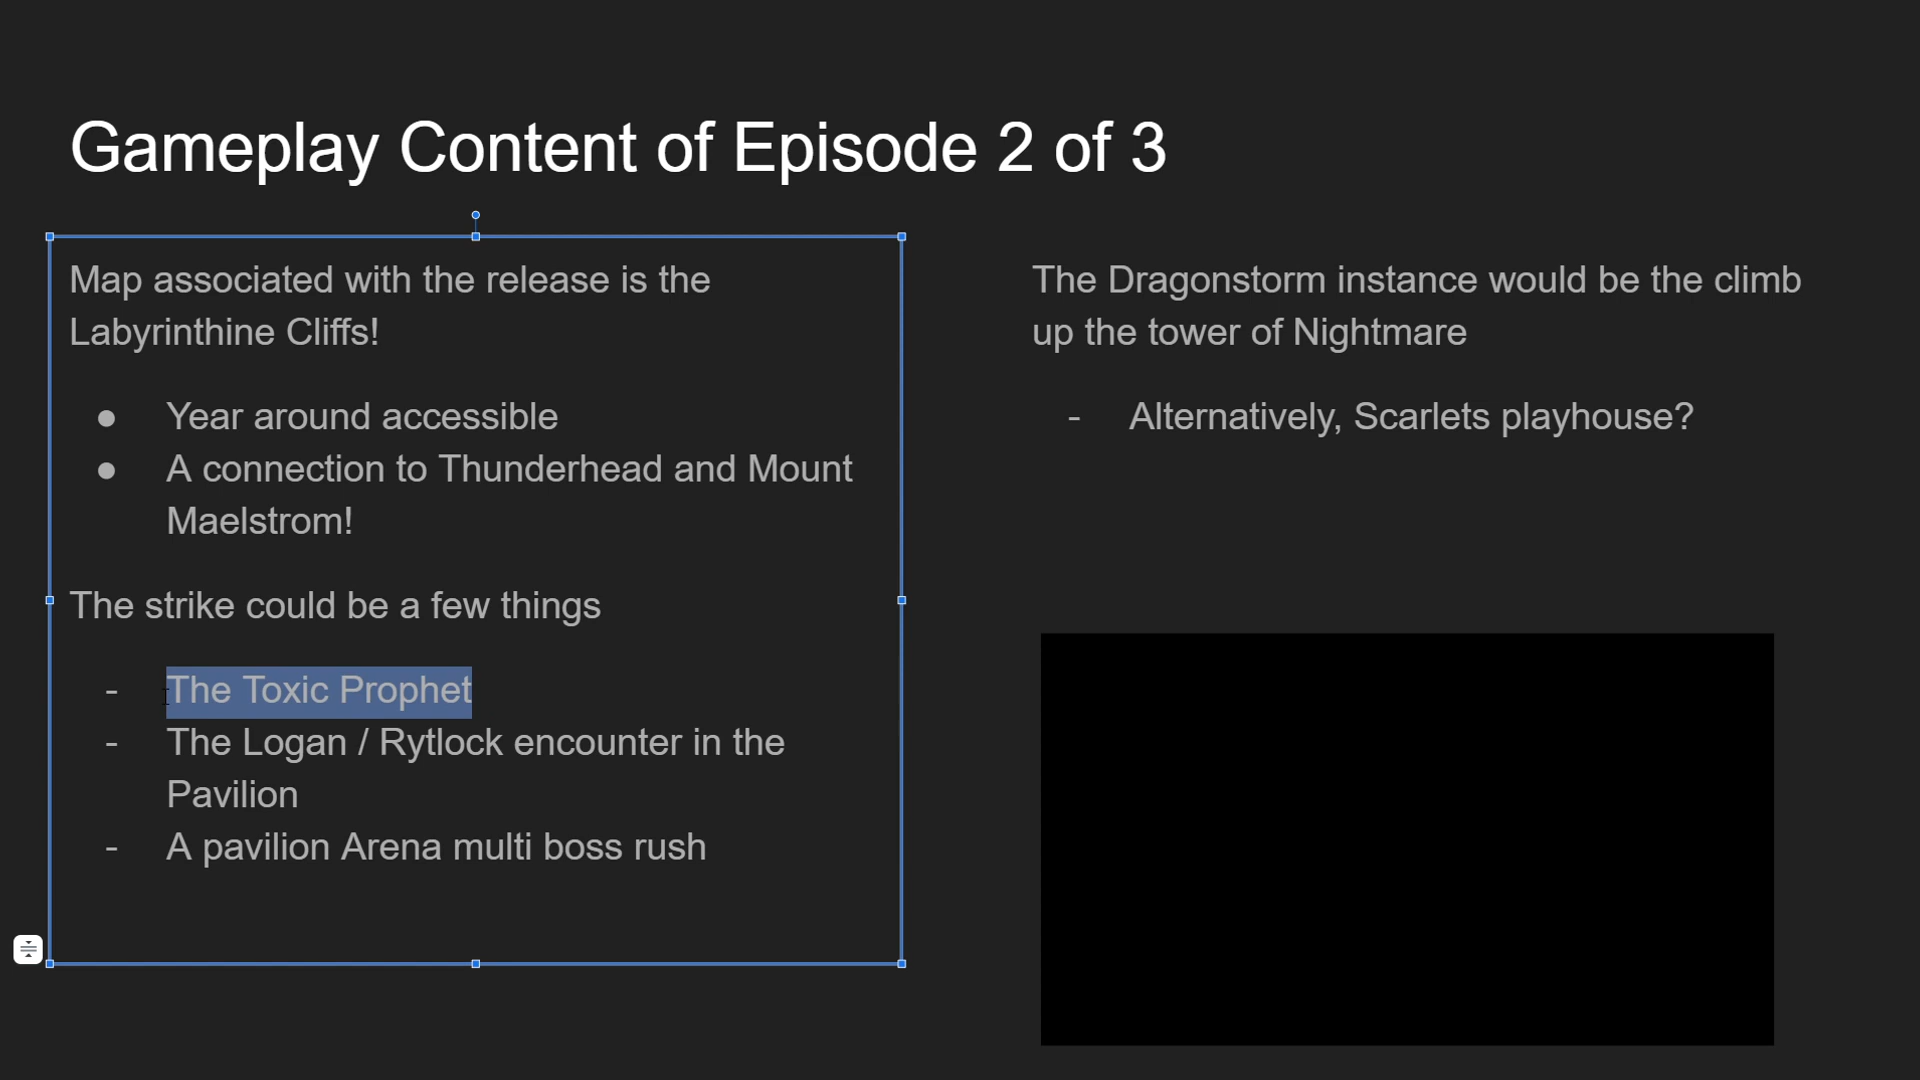 Gameplay Content of Episode 2 of 3
Map associated with the release is the
Labyrinthine Cliffs!
● Year around accessible
● A connection to Thunderhead and Mount
Maelstrom!
The strike could be a few things
- The Toxic Prophet
- The Logan / Rytlock encounter in the
Pavilion
- A pavilion Arena multi boss rush
The Dragonstorm instance would be the climb
up the tower of Nightmare
- Alternatively, Scarlets playhouse?